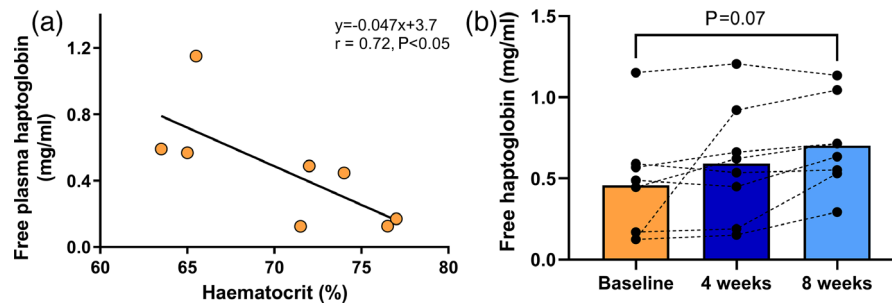 (a)
y=-0.047x+3.7
r = 0.72, P<0.05
Free plasma haptoglobin
(mg/ml)
1.2
0.8
0.4
0.0
60
65
70
75
80
Haematocrit (%)
(b)
P=0.07
Free haptoglobin (mg/ml)
1.5
1.0
0.5
0.0
Baseline
4 weeks
8 weeks